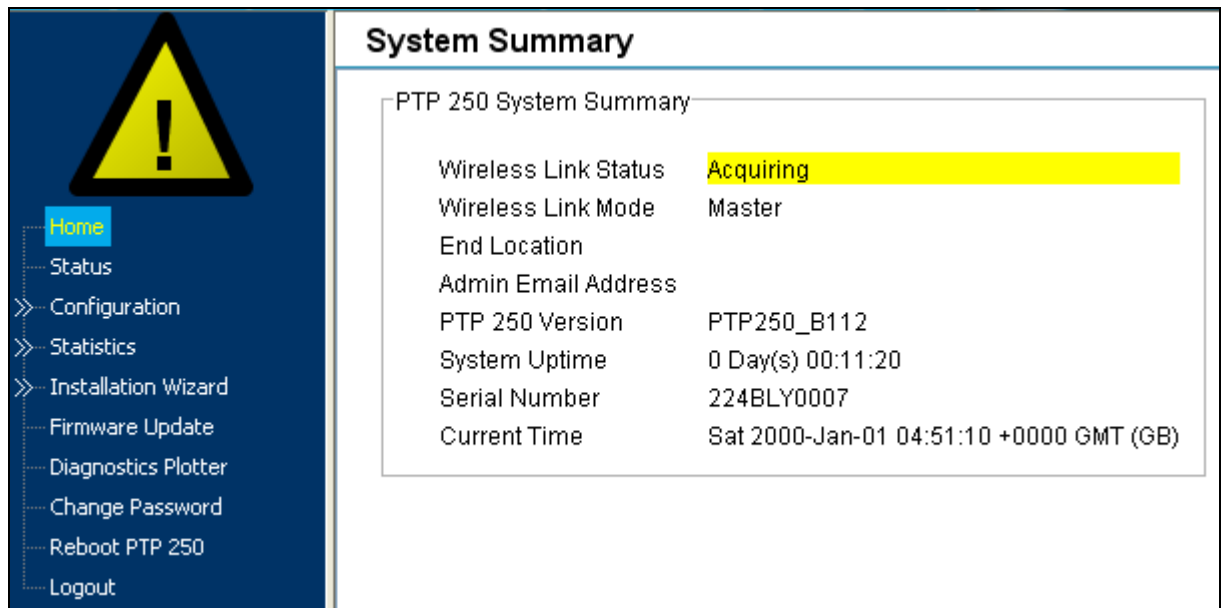 !
Home
Status
Configuration
Statistics
Installation Wizard
Firmware Update
Diagnostics Plotter
Change Password
Reboot PTP 250
Logout
System Summary
PTP 250 System Summary
Wireless Link Status Acquiring
Wireless Link Mode Master
End Location
Admin Email Address
PTP 250 Version PTP250_B112
System Uptime 0 Day(s) 00:11:20
Serial Number 224BLY0007
Current Time Sat 2000-Jan-01 04:51:10 +0000 GMT (GB)